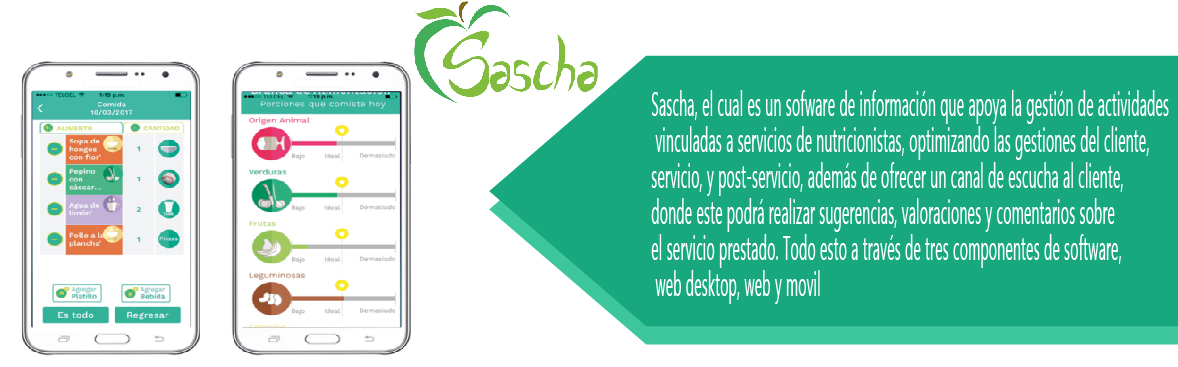 Sascha
TELCEL 1:18 p.m.
Comida
18/03/2017
ALIMENTO CANTIDAD
Sopa de
hongos
con flor' 1
Pepino
con
cáscar... 1
Agua de
limón' 2
Pollo a la
plancha' 1 Piezas
Agregar
Platillo
Agregar
Bebida
Es todo Regresar
Porciones que comiste hoy
Origen Animal
Bajo Ideal Demasiado
Verduras
Bajo Ideal Demasiado
Frutas
Bajo Ideal Demasiado
Leguminosas
Bajo Ideal Demasiado
Sascha, el cual es un sofware de información que apoya la gestión de actividades
vinculadas a servicios de nutricionistas, optimizando las gestiones del cliente,
servicio, y post-servicio, además de ofrecer un canal de escucha al cliente,
donde este podrá realizar sugerencias, valoraciones y comentarios sobre
el servicio prestado. Todo esto a través de tres componentes de software,
web desktop, web y movil